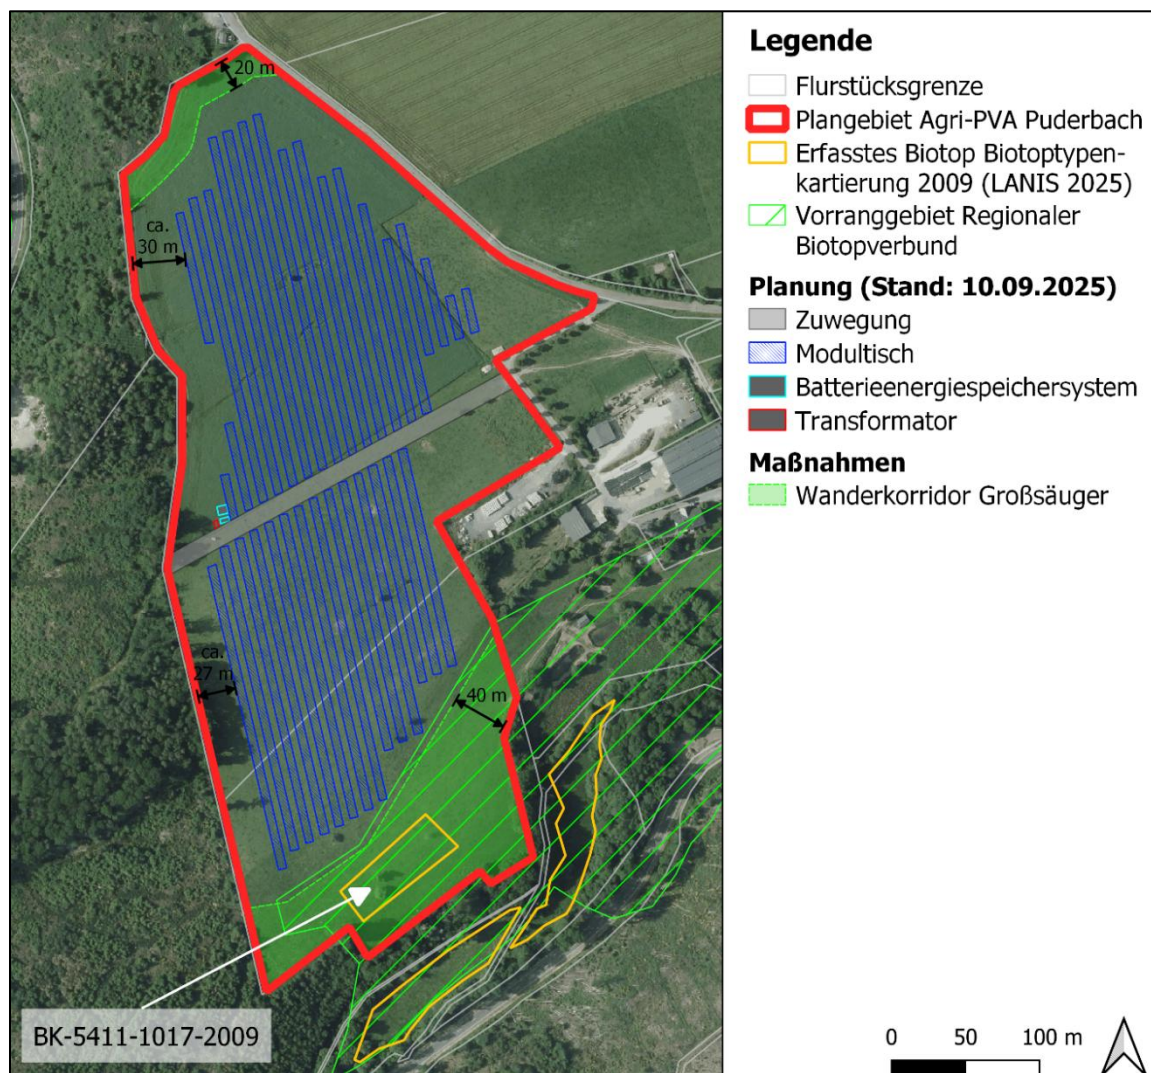 20 m
ca.
30 m
ca.
27 m
40 m
BK-5411-1017-2009
Legende
Flurstücksgrenze
Plangebiet Agri-PVA Puderbach
Erfasstes Biotop Biotoptypen-
kartierung 2009 (LANIS 2025)
Vorranggebiet Regionaler
Biotopverbund
Planung (Stand: 10.09.2025)
Zuwegung
Modultisch
Batterieenergiespeichersystem
Transformator
Maßnahmen
Wanderkorridor Großsäuger
0 50 100 m